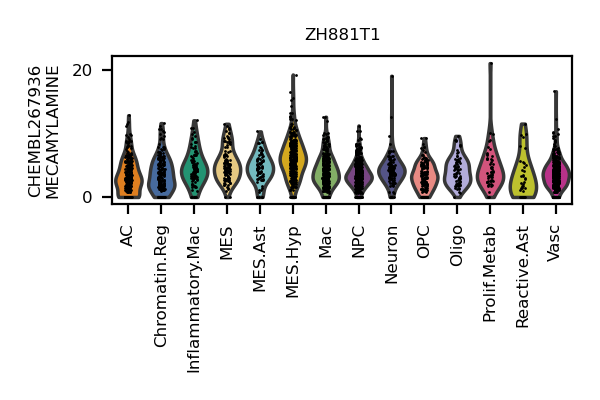 ZH881T1
CHEMBL267936
MECAMYLAMINE
20
0
AC
Chromatin.Reg
Inflammatory.Mac
MES
MES.Ast
MES.Hyp
Mac
NPC
Neuron
OPC
Oligo
Prolif.Metab
Reactive.Ast
Vasc